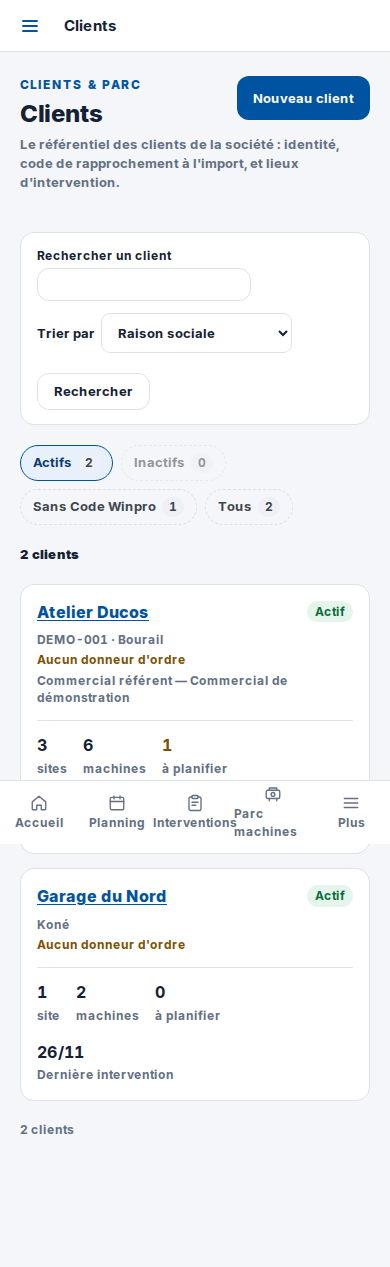 Clients
CLIENTS & PARC
Clients
Nouveau client
Le référentiel des clients de la société : identité,
code de rapprochement à l'import, et lieux
d'intervention.
Rechercher un client
Trier par
Raison sociale
Rechercher
Actifs 2
Inactifs 0
Sans Code Winpro 1
Tous 2
2 clients
Atelier Ducos
Actif
DEMO-001 · Bourail
Aucun donneur d'ordre
Commercial référent — Commercial de
démonstration
3 6 1
sites machines à planifier
Accueil
Planning
Interventions
Parc
machines
Plus
Garage du Nord
Actif
Koné
Aucun donneur d'ordre
1 2 0
site machines à planifier
26/11
Dernière intervention
2 clients